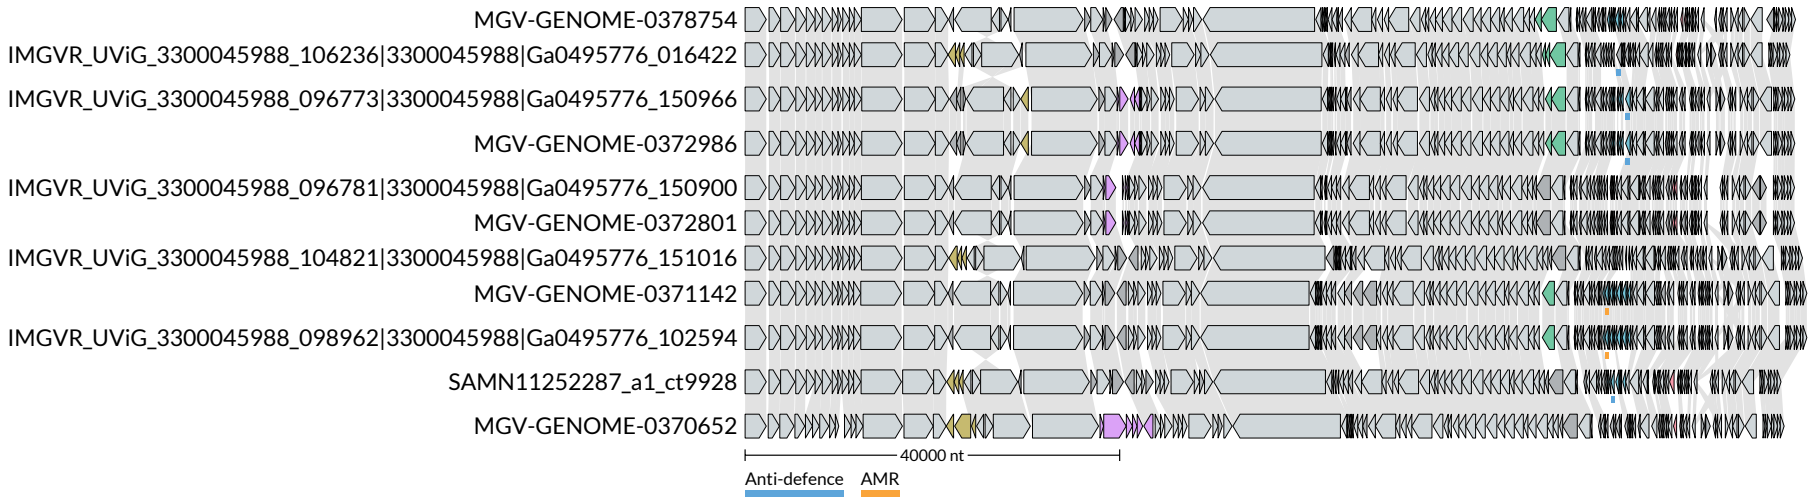 MGV-GENOME-0378754
IMGVR_UViG_3300045988_106236|3300045988|Ga0495776_016422
IMGVR_UViG_3300045988_096773|3300045988|Ga0495776_150966
MGV-GENOME-0372986
IMGVR_UViG_3300045988_096781|3300045988|Ga0495776_150900
MGV-GENOME-0372801
IMGVR_UViG_3300045988_104821|3300045988|Ga0495776_151016
MGV-GENOME-0371142
IMGVR_UViG_3300045988_098962|3300045988|Ga0495776_102594
SAMN11252287_a1_ct9928
MGV-GENOME-0370652
40000 nt
Anti-defence AMR